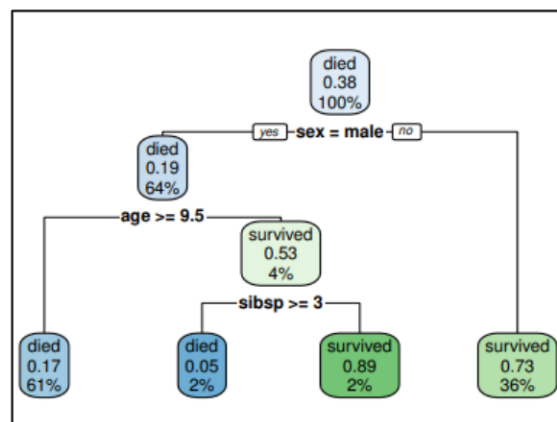 died
0.38
100%
yes sex = male no
died
0.19
64%
age >= 9.5
survived
0.53
4%
sibsp >= 3
died
0.17
61%
died
0.05
2%
survived
0.89
2%
survived
0.73
36%